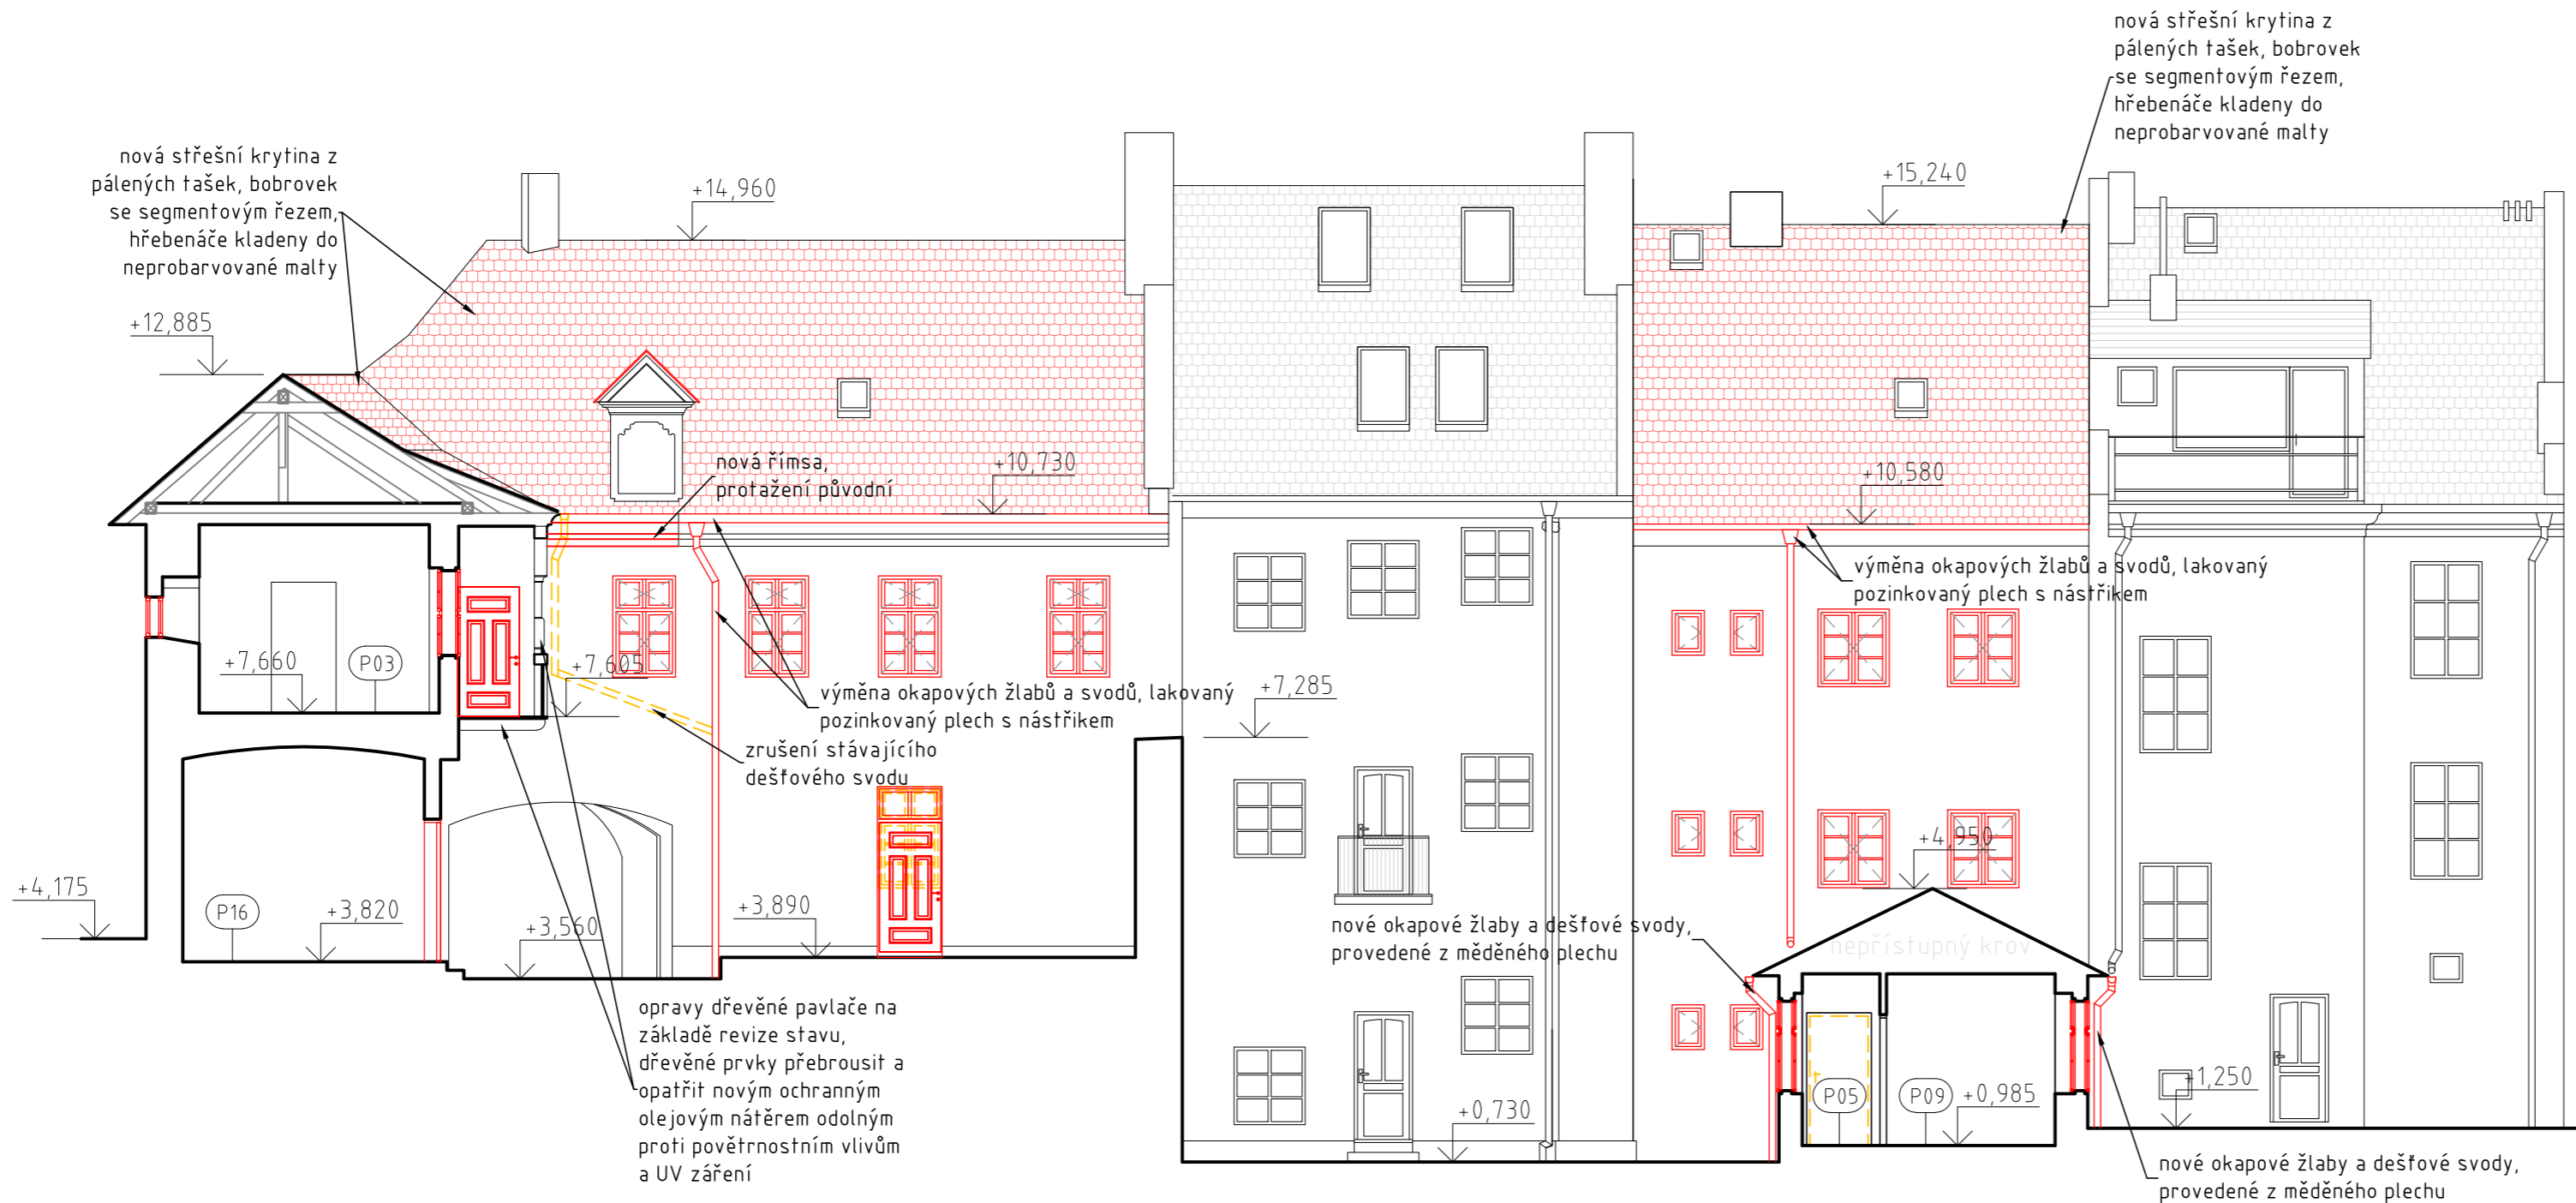 nová střešní krytina z
pálených tašek, bobrovek
se segmentovým řezem,
hřebenáče kladeny do
neprobarvované malty
nová střešní krytina z
pálených tašek, bobrovek
se segmentovým řezem,
hřebenáče kladeny do
neprobarvované malty
+14,960
+15,240
+12,885
nová římsa,
protažení původní
+10,730
+10,580
výměna okapových žlabů a svodů, lakovaný
pozinkovaný plech s nástřikem
+7,660
P03
+7,605
výměna okapových žlabů a svodů, lakovaný
pozinkovaný plech s nástřikem
+7,285
zrušení stávajícího
dešťového svodu
+4,950
+4,175
P16
+3,820
+3,560
+3,890
nové okapové žlaby a dešťové svody,
provedené z měděného plechu
nepřístupný krov
opravy dřevěné pavlače na
základě revize stavu,
dřevěné prvky přebrousit a
opatřit novým ochranným
olejovým nátěrem odolným
proti povětrnostním vlivům
a UV záření
+0,730
P05
P09
+0,985
+1,250
nové okapové žlaby a dešťové svody,
provedené z měděného plechu